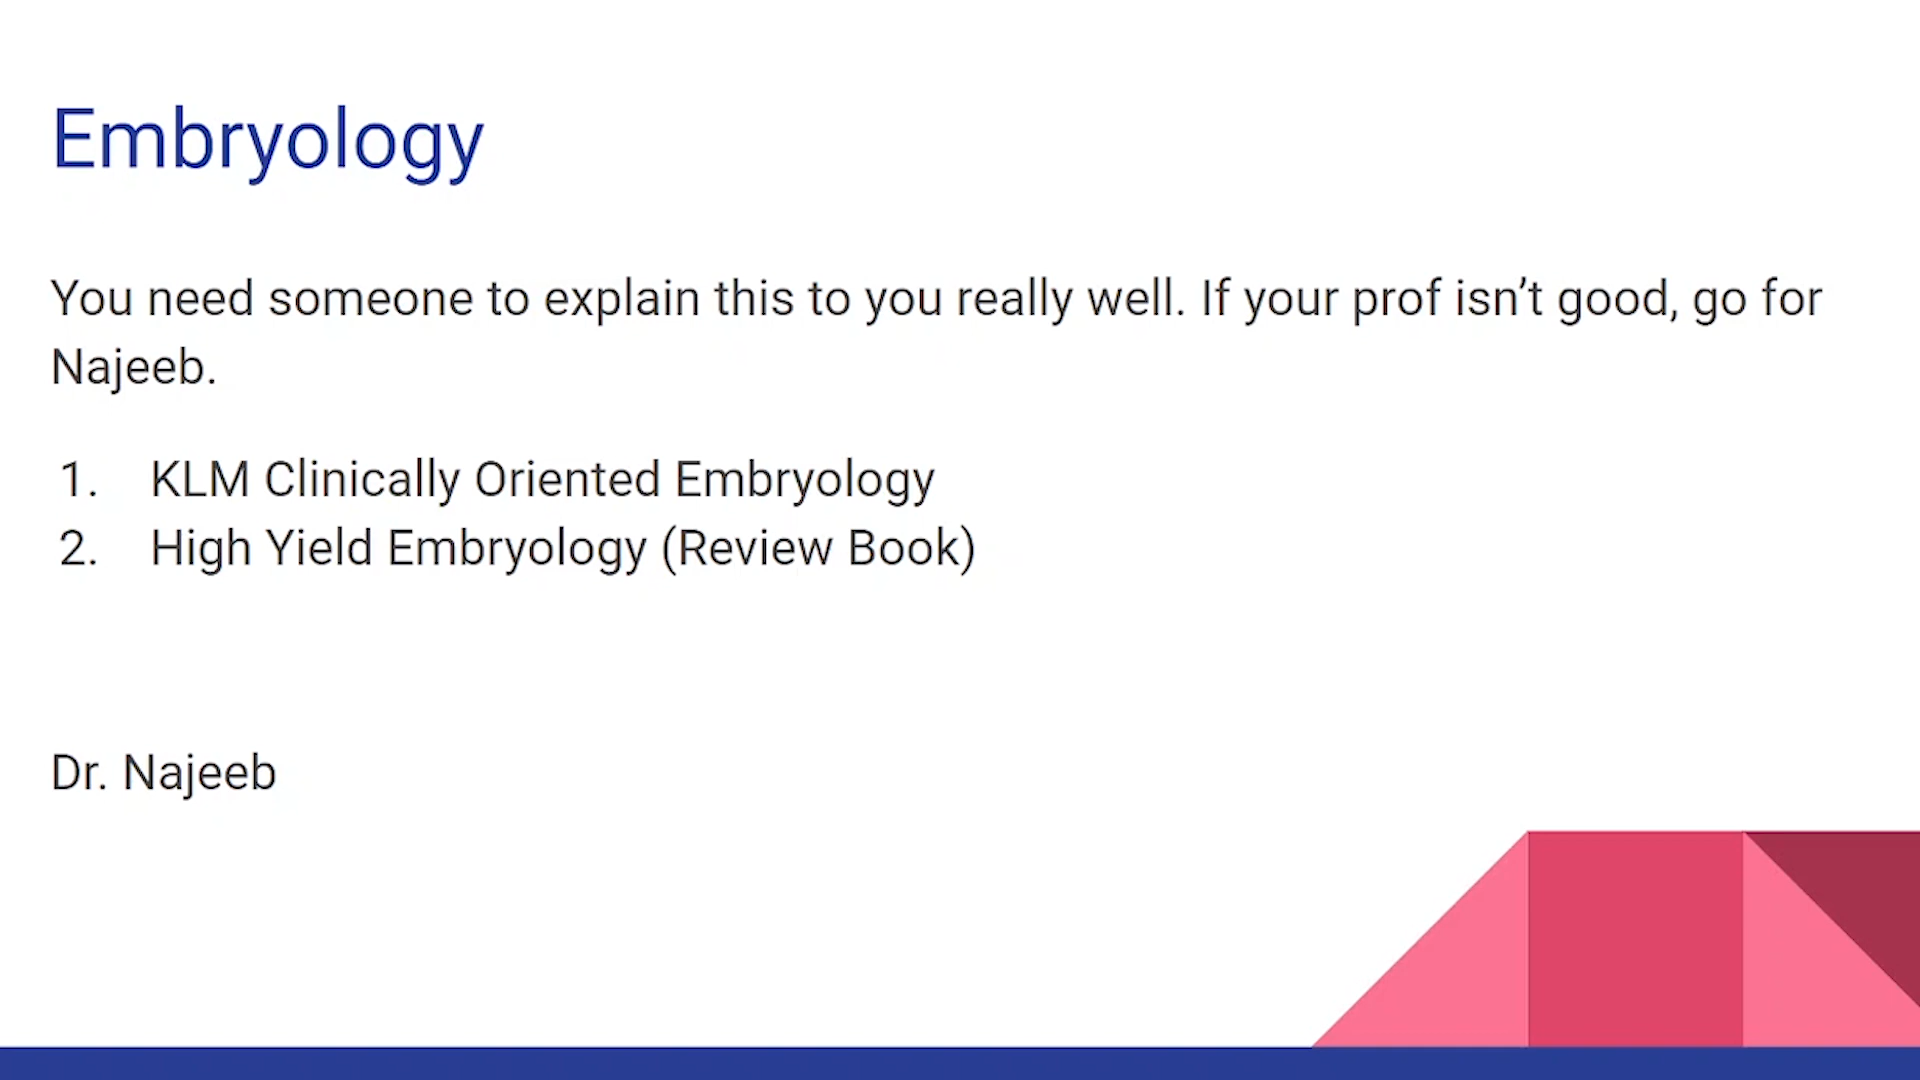 Embryology
You need someone to explain this to you really well. If your prof isn’t good, go for
Najeeb.
1. KLM Clinically Oriented Embryology
2. High Yield Embryology (Review Book)
Dr. Najeeb